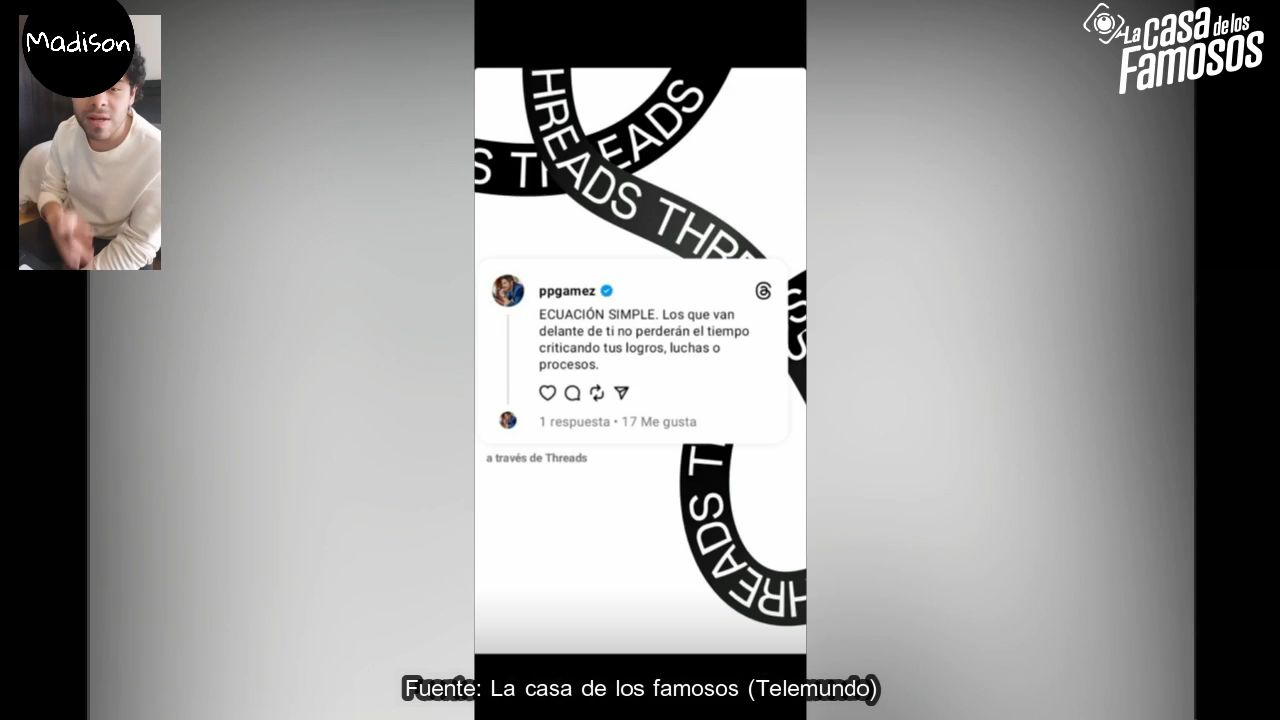 Madison
La casa de los famosos
THREADS THREADS
S THREADS
ppgamez
ECUACIÓN SIMPLE. Los que van
delante de ti no perderán el tiempo
criticando tus logros, luchas o
procesos.
1 respuesta • 17 Me gusta
a través de Threads
THREADS
Fuente: La casa de los famosos (Telemundo)